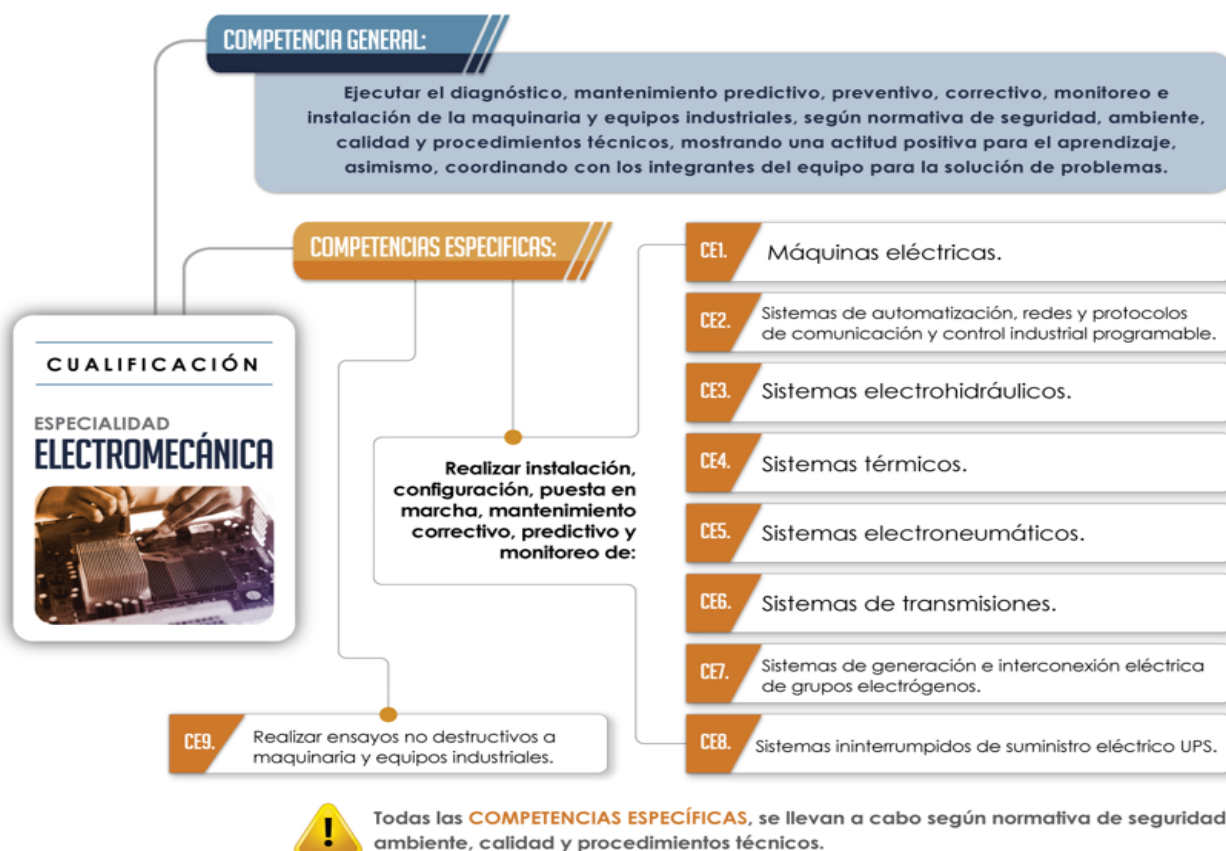 COMPETENCIA GENERAL:
Ejecutar el diagnóstico, mantenimiento predictivo, preventivo, correctivo, monitoreo e
instalación de la maquinaria y equipos industriales, según normativa de seguridad, ambiente,
calidad y procedimientos técnicos, mostrando una actitud positiva para el aprendizaje,
asimismo, coordinando con los integrantes del equipo para la solución de problemas.
COMPETENCIAS ESPECIFICAS:
CUALIFICACIÓN
ESPECIALIDAD
ELECTROMECÁNICA
Realizar instalación,
configuración, puesta en
marcha, mantenimiento
correctivo, predictivo y
monitoreo de:
CE1. Máquinas eléctricas.
CE2. Sistemas de automatización, redes y protocolos
de comunicación y control industrial programable.
CE3. Sistemas electrohidráulicos.
CE4. Sistemas térmicos.
CE5. Sistemas electroneumáticos.
CE6. Sistemas de transmisiones.
CE7. Sistemas de generación e interconexión eléctrica
de grupos electrógenos.
CE8. Sistemas ininterrumpidos de suministro eléctrico UPS.
CE9. Realizar ensayos no destructivos a
maquinaria y equipos industriales.
! Todas las COMPETENCIAS ESPECÍFICAS, se llevan a cabo según normativa de seguridad
ambiente, calidad y procedimientos técnicos.